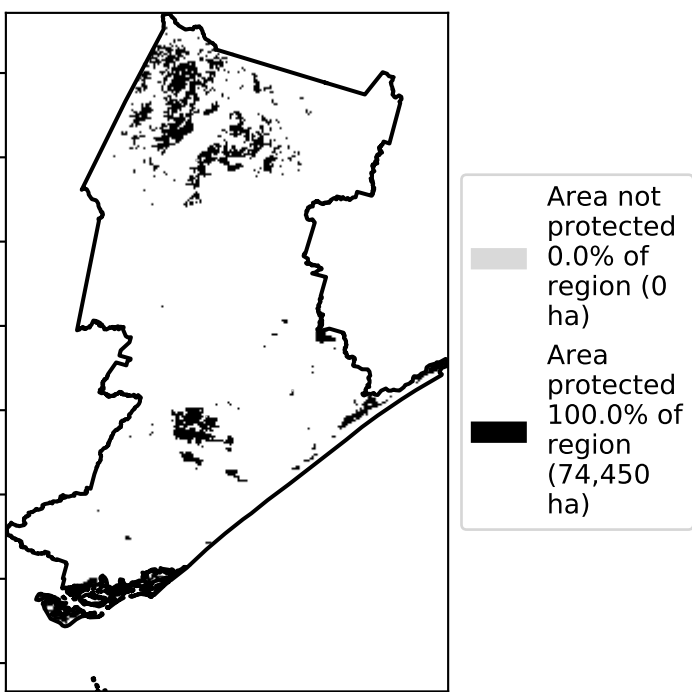 Area not
protected
0.0% of
region (0
ha)
Area
protected
100.0% of
region
(74,450
ha)